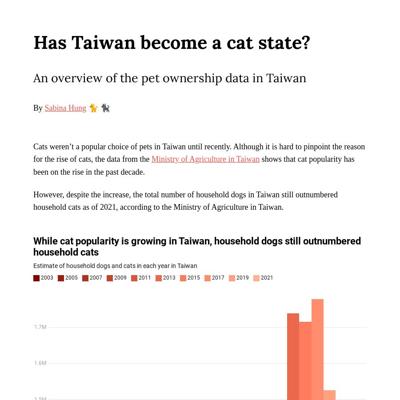 Has Taiwan become a cat state?
An overview of the pet ownership data in Taiwan
By Sabina Hung 🐈 🐈‍⬛
Cats weren't a popular choice of pets in Taiwan until recently. Although it is hard to pinpoint the reason
for the rise of cats, the data from the Ministry of Agriculture in Taiwan shows that cat popularity has
been on the rise in the past decade.
However, despite the increase, the total number of household dogs in Taiwan still outnumbered
household cats as of 2021, according to the Ministry of Agriculture in Taiwan.
While cat popularity is growing in Taiwan, household dogs still outnumbered
household cats
Estimate of household dogs and cats in each year in Taiwan
2003 2005 2007 2009 2011 2013 2015 2017 2019 2021
1.7M
1.6M